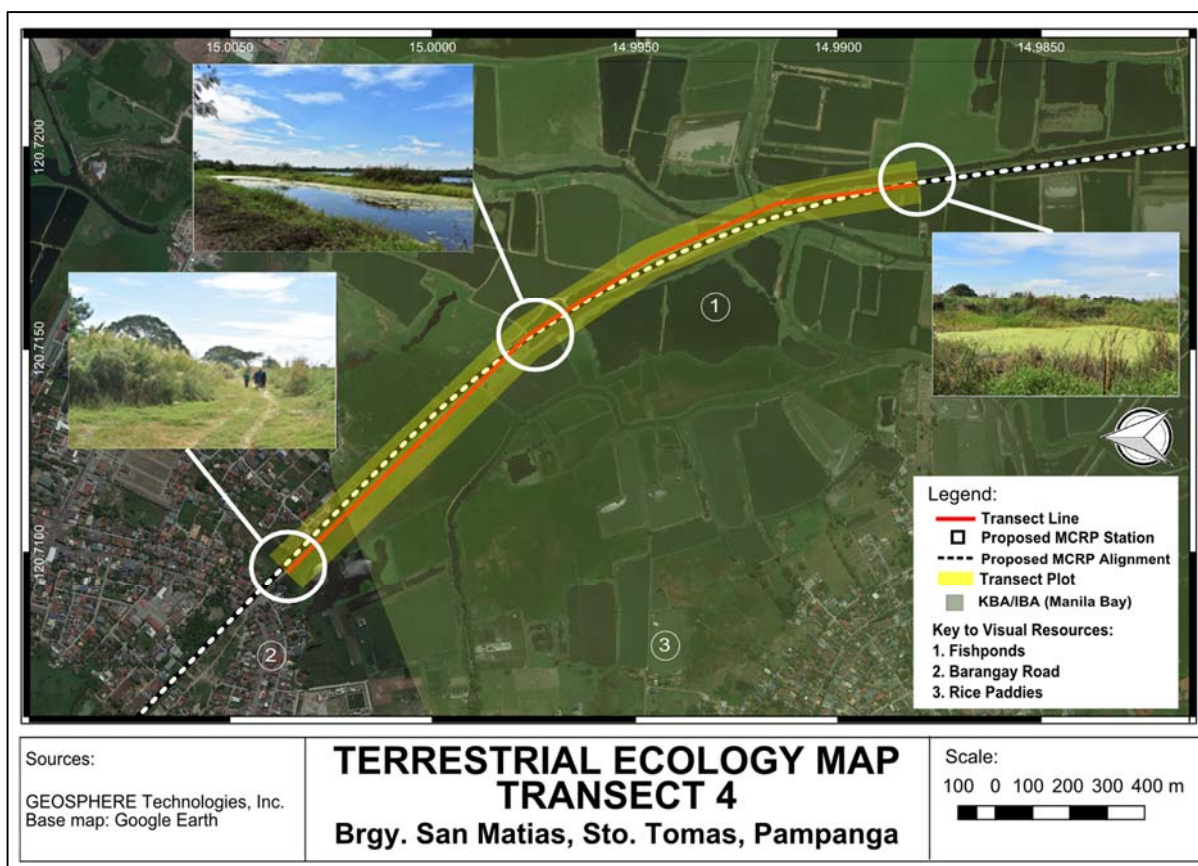 15.0050 15.0000 14.9950 14.9900 14.9850
120.7200
120.7150
120.7100
1
2
3
Legend:
Transect Line
Proposed MCRP Station
Proposed MCRP Alignment
Transect Plot
KBA/IBA (Manila Bay)
Key to Visual Resources:
1. Fishponds
2. Barangay Road
3. Rice Paddies
Sources:
GEOSPHERE Technologies, Inc.
Base map: Google Earth
TERRESTRIAL ECOLOGY MAP
TRANSECT 4
Brgy. San Matias, Sto. Tomas, Pampanga
Scale:
100 0 100 200 300 400 m